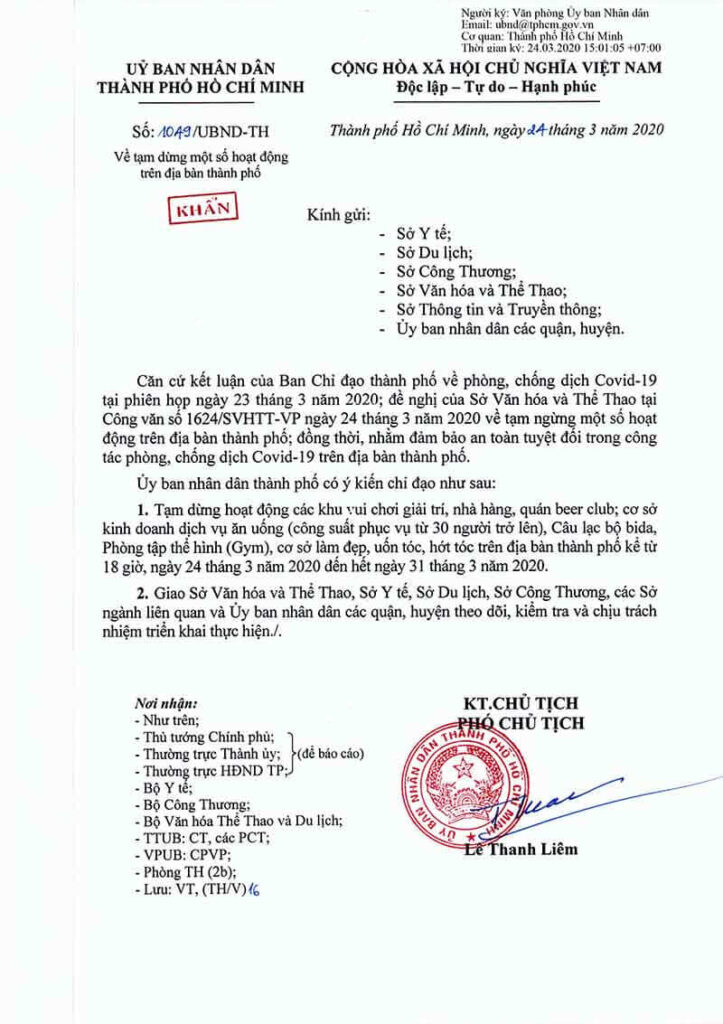 Người ký: Văn phòng Ủy ban Nhân dân
Email: ubnd@tphcm.gov.vn
Cơ quan: Thành phố Hồ Chí Minh
Thời gian ký: 24.03.2020 15:01:05 +07:00
UỶ BAN NHÂN DÂN
THÀNH PHỐ HỒ CHÍ MINH
CỘNG HÒA XÃ HỘI CHỦ NGHĨA VIỆT NAM
Độc lập – Tự do – Hạnh phúc
Số: 1049/UBND-TH
Thành phố Hồ Chí Minh, ngày 24 tháng 3 năm 2020
Về tạm dừng một số hoạt động
trên địa bàn thành phố
KHẨN
Kính gửi:
- Sở Y tế;
- Sở Du lịch;
- Sở Công Thương;
- Sở Văn hóa và Thể Thao;
- Sở Thông tin và Truyền thông;
- Ủy ban nhân dân các quận, huyện.
Căn cứ kết luận của Ban Chỉ đạo thành phố về phòng, chống dịch Covid-19
tại phiên họp ngày 23 tháng 3 năm 2020; đề nghị của Sở Văn hóa và Thể Thao tại
Công văn số 1624/SVHTT-VP ngày 24 tháng 3 năm 2020 về tạm ngừng một số hoạt
động trên địa bàn thành phố; đồng thời, nhằm đảm bảo an toàn tuyệt đối trong công
tác phòng, chống dịch Covid-19 trên địa bàn thành phố.
Ủy ban nhân dân thành phố có ý kiến chỉ đạo như sau:
1. Tạm dừng hoạt động các khu vui chơi giải trí, nhà hàng, quán beer club; cơ sở
kinh doanh dịch vụ ăn uống (công suất phục vụ từ 30 người trở lên), Câu lạc bộ bida,
Phòng tập thể hình (Gym), cơ sở làm đẹp, uốn tóc, hớt tóc trên địa bàn thành phố kể từ
18 giờ, ngày 24 tháng 3 năm 2020 đến hết ngày 31 tháng 3 năm 2020.
2. Giao Sở Văn hóa và Thể Thao, Sở Y tế, Sở Du lịch, Sở Công Thương, các Sở
ngành liên quan và Ủy ban nhân dân các quận, huyện theo dõi, kiểm tra và chịu trách
nhiệm triển khai thực hiện./.
Nơi nhận:
- Như trên;
- Thủ tướng Chính phủ;
- Thường trực Thành ủy;
- Thường trực HĐND TP;
(để báo cáo)
- Bộ Y tế;
- Bộ Công Thương;
- Bộ Văn hóa Thể Thao và Du lịch;
- TTUB: CT, các PCT;
- VPUB: CPVP;
- Phòng TH (2b);
- Lưu: VT, (TH/V) 16
KT.CHỦ TỊCH
PHÓ CHỦ TỊCH
ỦY BAN NHÂN DÂN THÀNH PHỐ HỒ CHÍ MINH
Lê Thanh Liêm